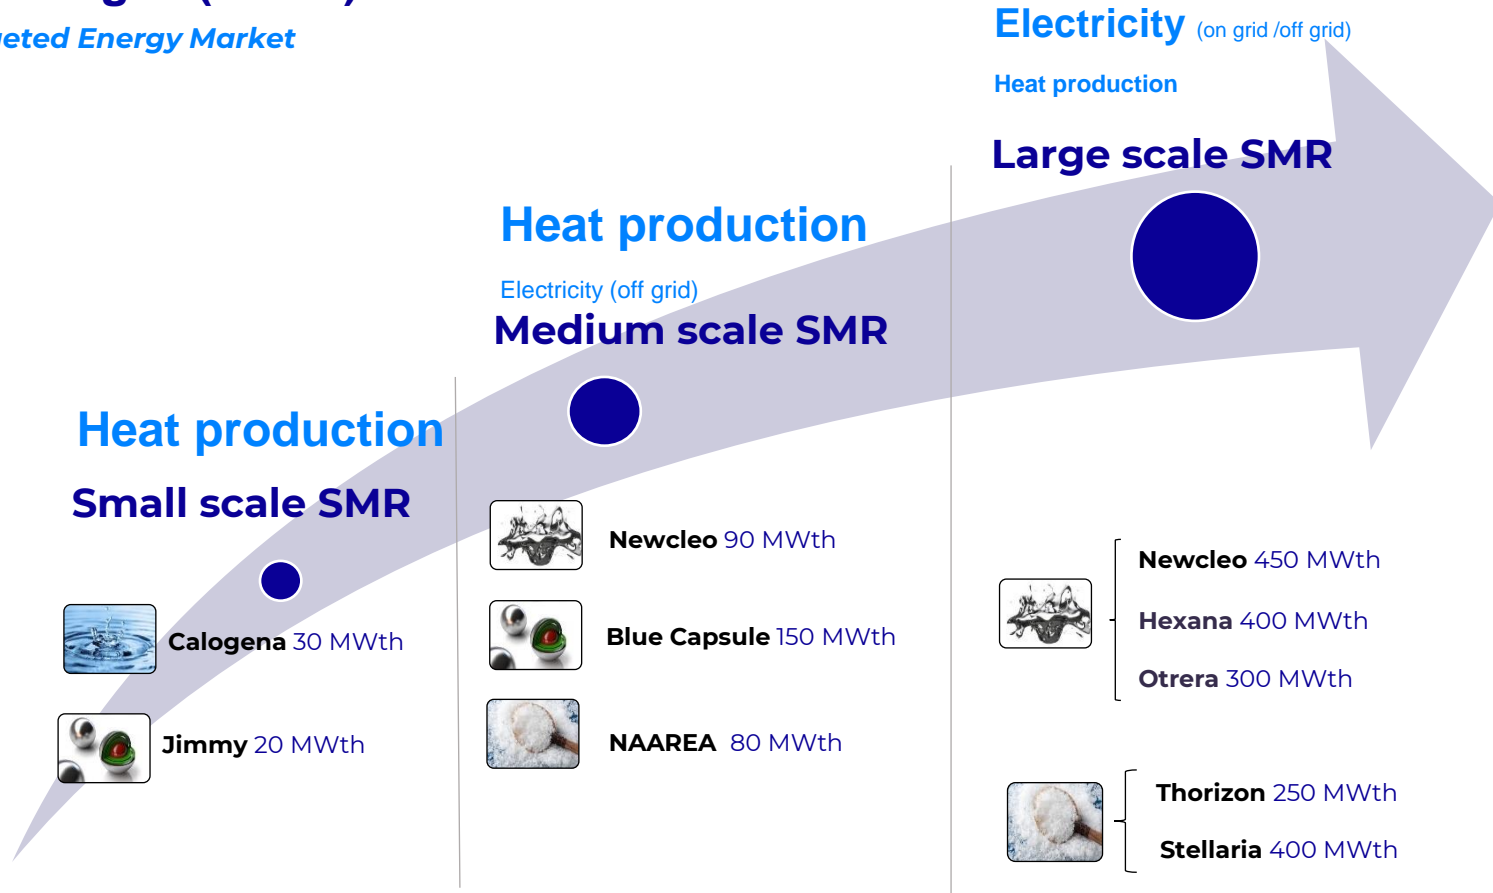 Energy Market
Electricity (on grid /off grid)
Heat production
Large scale SMR
Heat production
Electricity (off grid)
Medium scale SMR
Heat production
Small scale SMR
Calogena 30 MWth
Jimmy 20 MWth
Newcleo 90 MWth
Blue Capsule 150 MWth
NAAREA 80 MWth
Newcleo 450 MWth
Hexana 400 MWth
Otrera 300 MWth
Thorizon 250 MWth
Stellaria 400 MWth